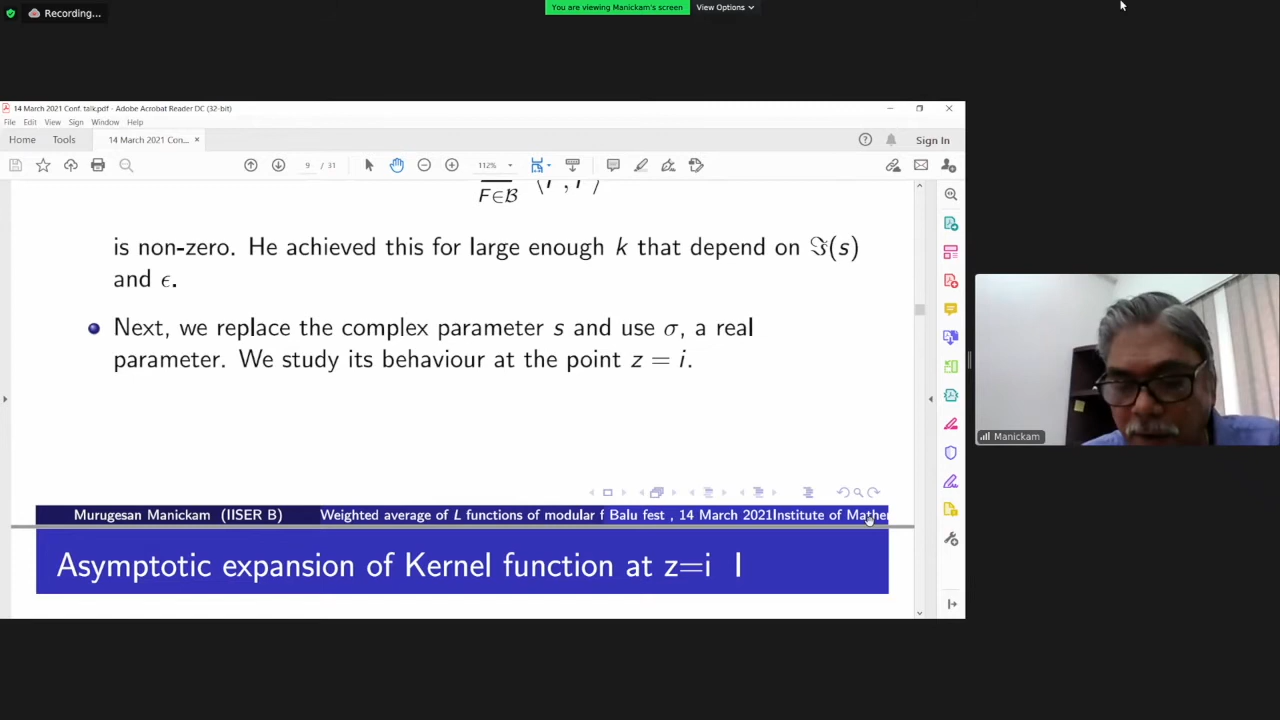 Recording...
You are viewing Manickam's screen
View Options
14 March 2021 Conf. talk.pdf - Adobe Acrobat Reader DC (32-bit)
File Edit View Sign Window Help
Home Tools 14 March 2021 Con... × Sign In
9 / 31 112%
F∈B
is non-zero. He achieved this for large enough k that depend on ℑ(s)
and ϵ.
Next, we replace the complex parameter s and use σ, a real
parameter. We study its behaviour at the point z = i.
Manickam
Murugesan Manickam (IISER B) Weighted average of L functions of modular f Balu fest , 14 March 2021Institute of Mather
Asymptotic expansion of Kernel function at z=i I